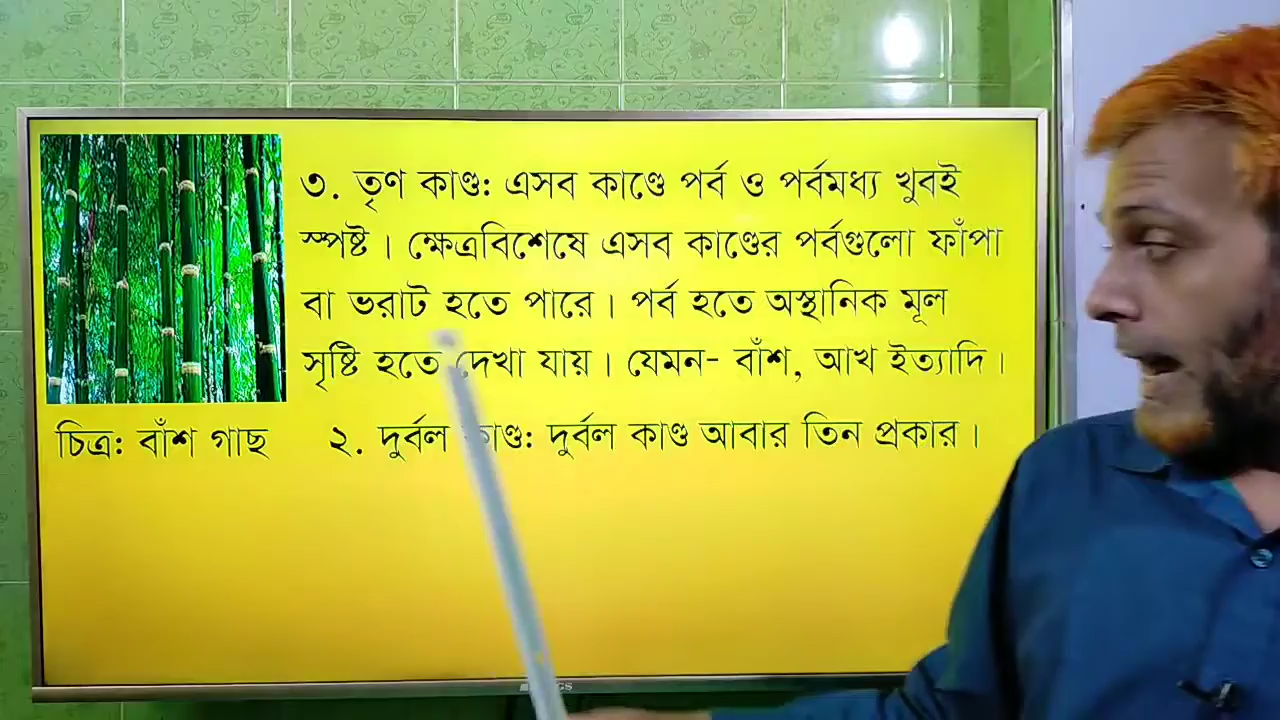 ৩. তৃণ কাণ্ড: এসব কাণ্ডে পর্ব ও পর্বমধ্য খুবই
স্পষ্ট। ক্ষেত্রবিশেষে এসব কাণ্ডের পর্বগুলো ফাঁপা
বা ভরাট হতে পারে। পর্ব হতে অস্থানিক মূল
সৃষ্টি হতে দেখা যায়। যেমন- বাঁশ, আখ ইত্যাদি।
চিত্র: বাঁশ গাছ
২. দুর্বল কাণ্ড: দুর্বল কাণ্ড আবার তিন প্রকার।